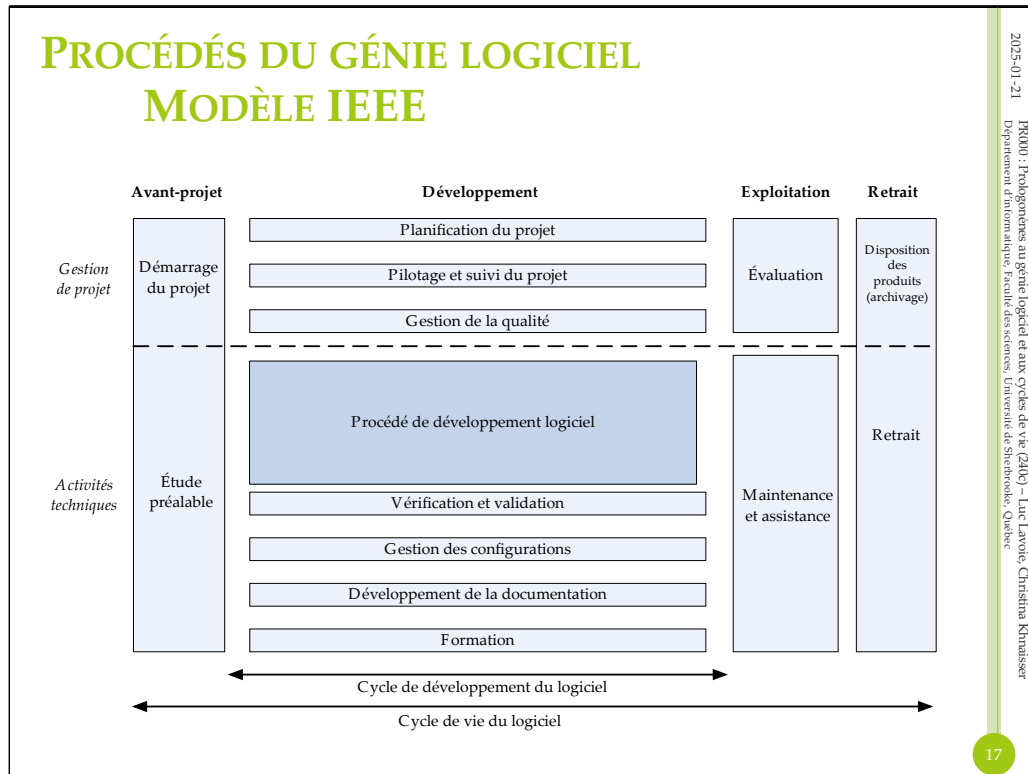 PROCÉDÉS DU GÉNIE LOGICIEL
MODÈLE IEEE
Avant-projet
Développement
Exploitation
Retrait
Gestion
de projet
Démarrage
du projet
Planification du projet
Pilotage et suivi du projet
Gestion de la qualité
Évaluation
Disposition
des
produits
(archivage)
Activités
techniques
Étude
préalable
Procédé de développement logiciel
Vérification et validation
Gestion des configurations
Développement de la documentation
Formation
Maintenance
et assistance
Retrait
Cycle de développement du logiciel
Cycle de vie du logiciel
2025-01-21
PR000 : Prologonènes au génie logiciel et aux cycles de vie (240c) – Luc Lavoie, Christina Khnaisser
Département d'informatique, Faculté des sciences, Université de Sherbrooke, Québec
17